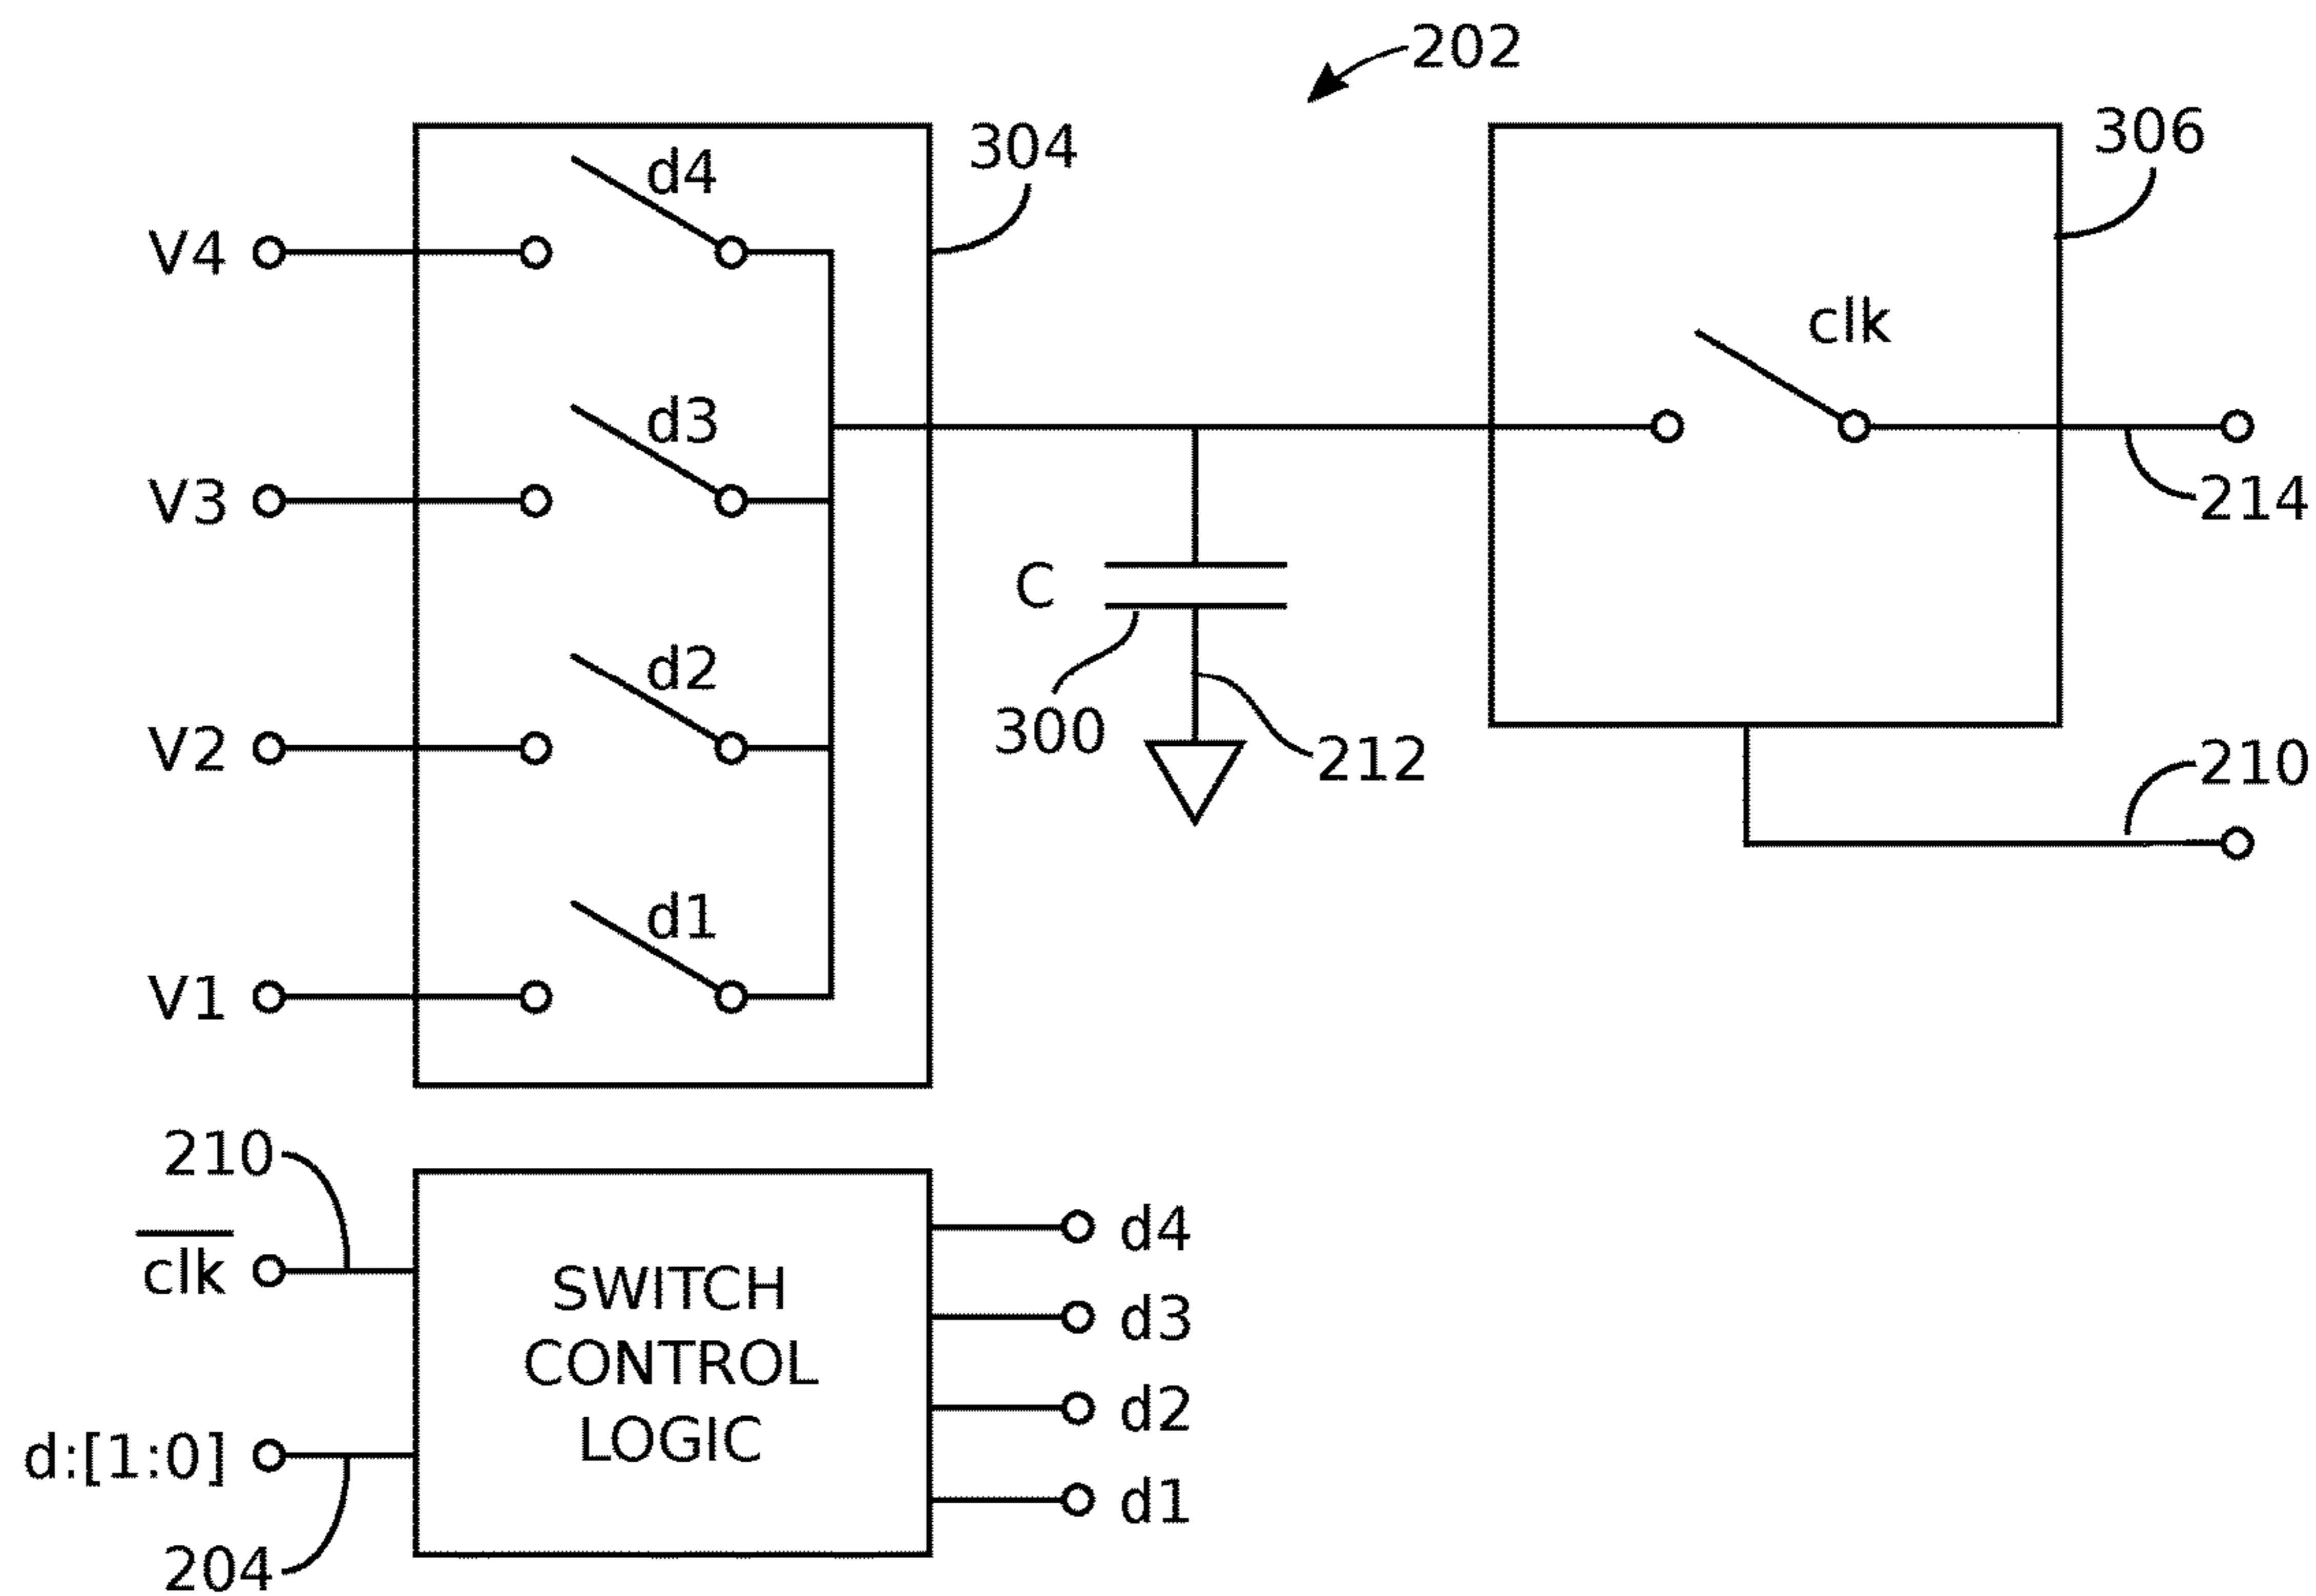 202
304
306
d4
V4
clk
d3
V3
214
C
d2
300
212
V2
210
d1
V1
210
clk
SWITCH
CONTROL
LOGIC
d:[1:0]
204
d4
d3
d2
d1